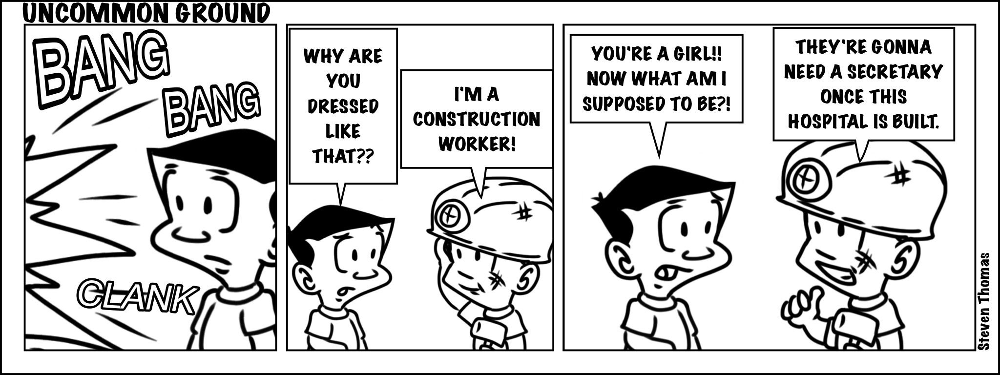 UNCOMMON GROUND
BANG
BANG
CLANK
WHY ARE
YOU
DRESSED
LIKE
THAT??
I'M A
CONSTRUCTION
WORKER!
YOU'RE A GIRL!!
NOW WHAT AM I
SUPPOSED TO BE?!
THEY'RE GONNA
NEED A SECRETARY
ONCE THIS
HOSPITAL IS BUILT.
Steven Thomas